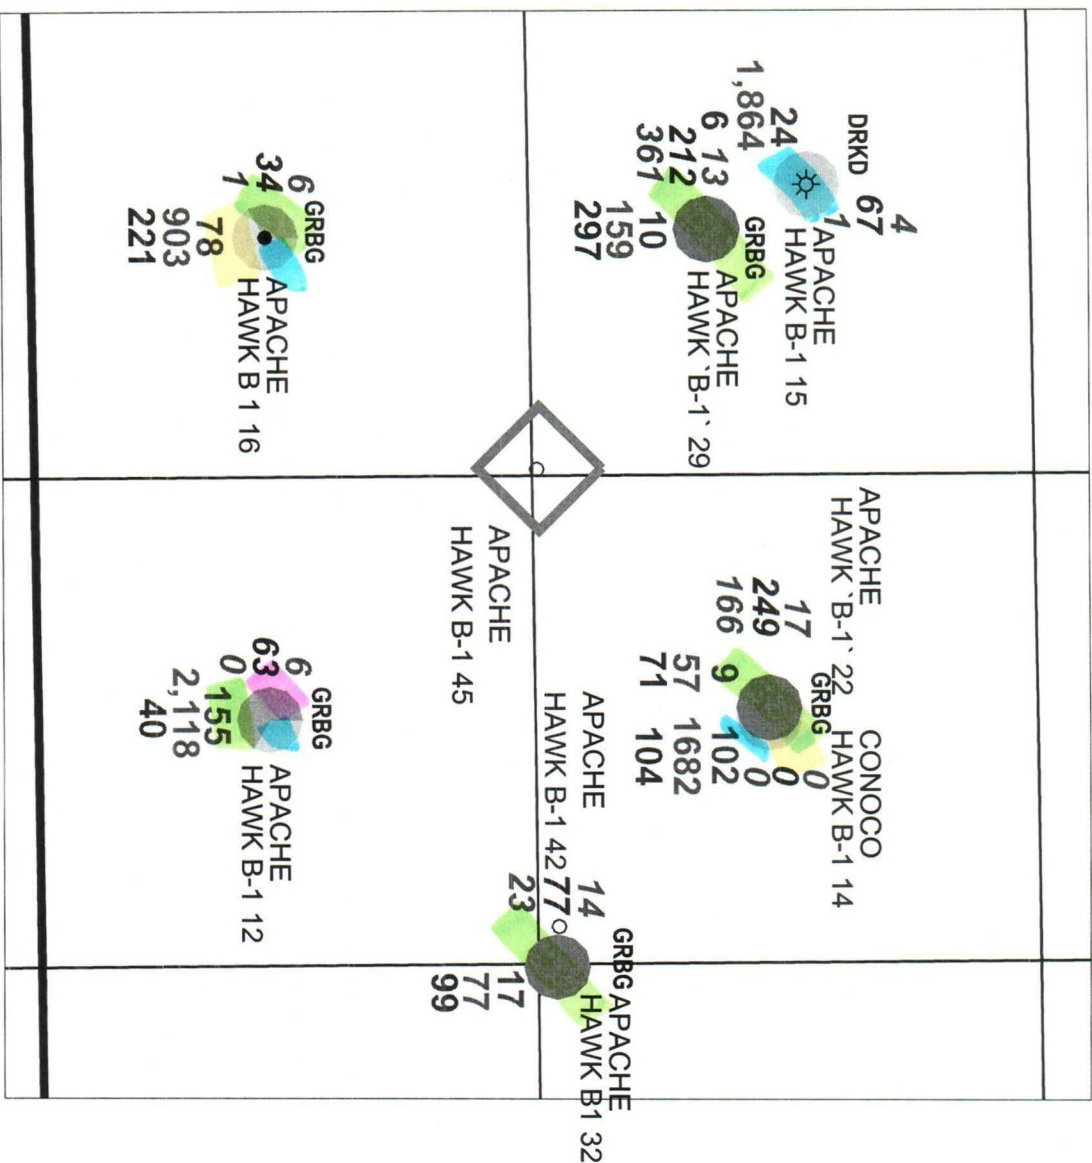 4
DRKD 67
1
24
1,864
APACHE
HAWK B-1 15
GRBG
6 13
212
361
10
159
297
APACHE
HAWK `B-1` 29
APACHE
HAWK `B-1` 22
CONOCO
HAWK B-1 14
GRBG
17
249
166
9
57
71
0
0
0
102
1682
104
APACHE
HAWK B-1 42
GRBG
14
77
23
17
77
99
APACHE
HAWK B1 32
APACHE
HAWK B-1 45
GRBG
6
34
1
78
903
221
APACHE
HAWK B 1 16
GRBG
6
63
0
155
2,118
40
APACHE
HAWK B-1 12